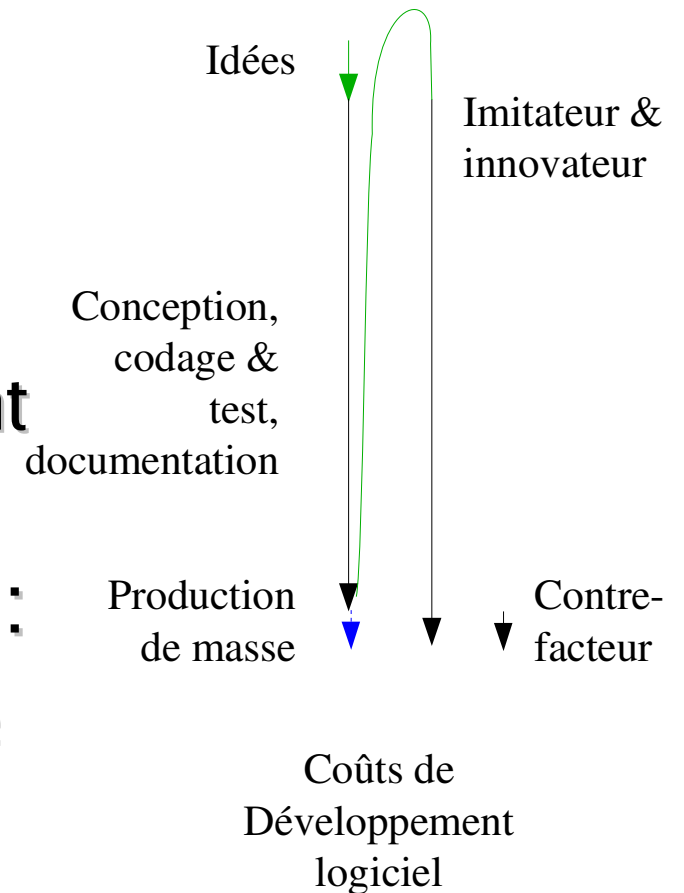 Idées
Imitateur &
innovateur
Conception,
codage &
test,
documentation
:
Production
de masse
Contre-
facteur
Coûts de
Développement
logiciel